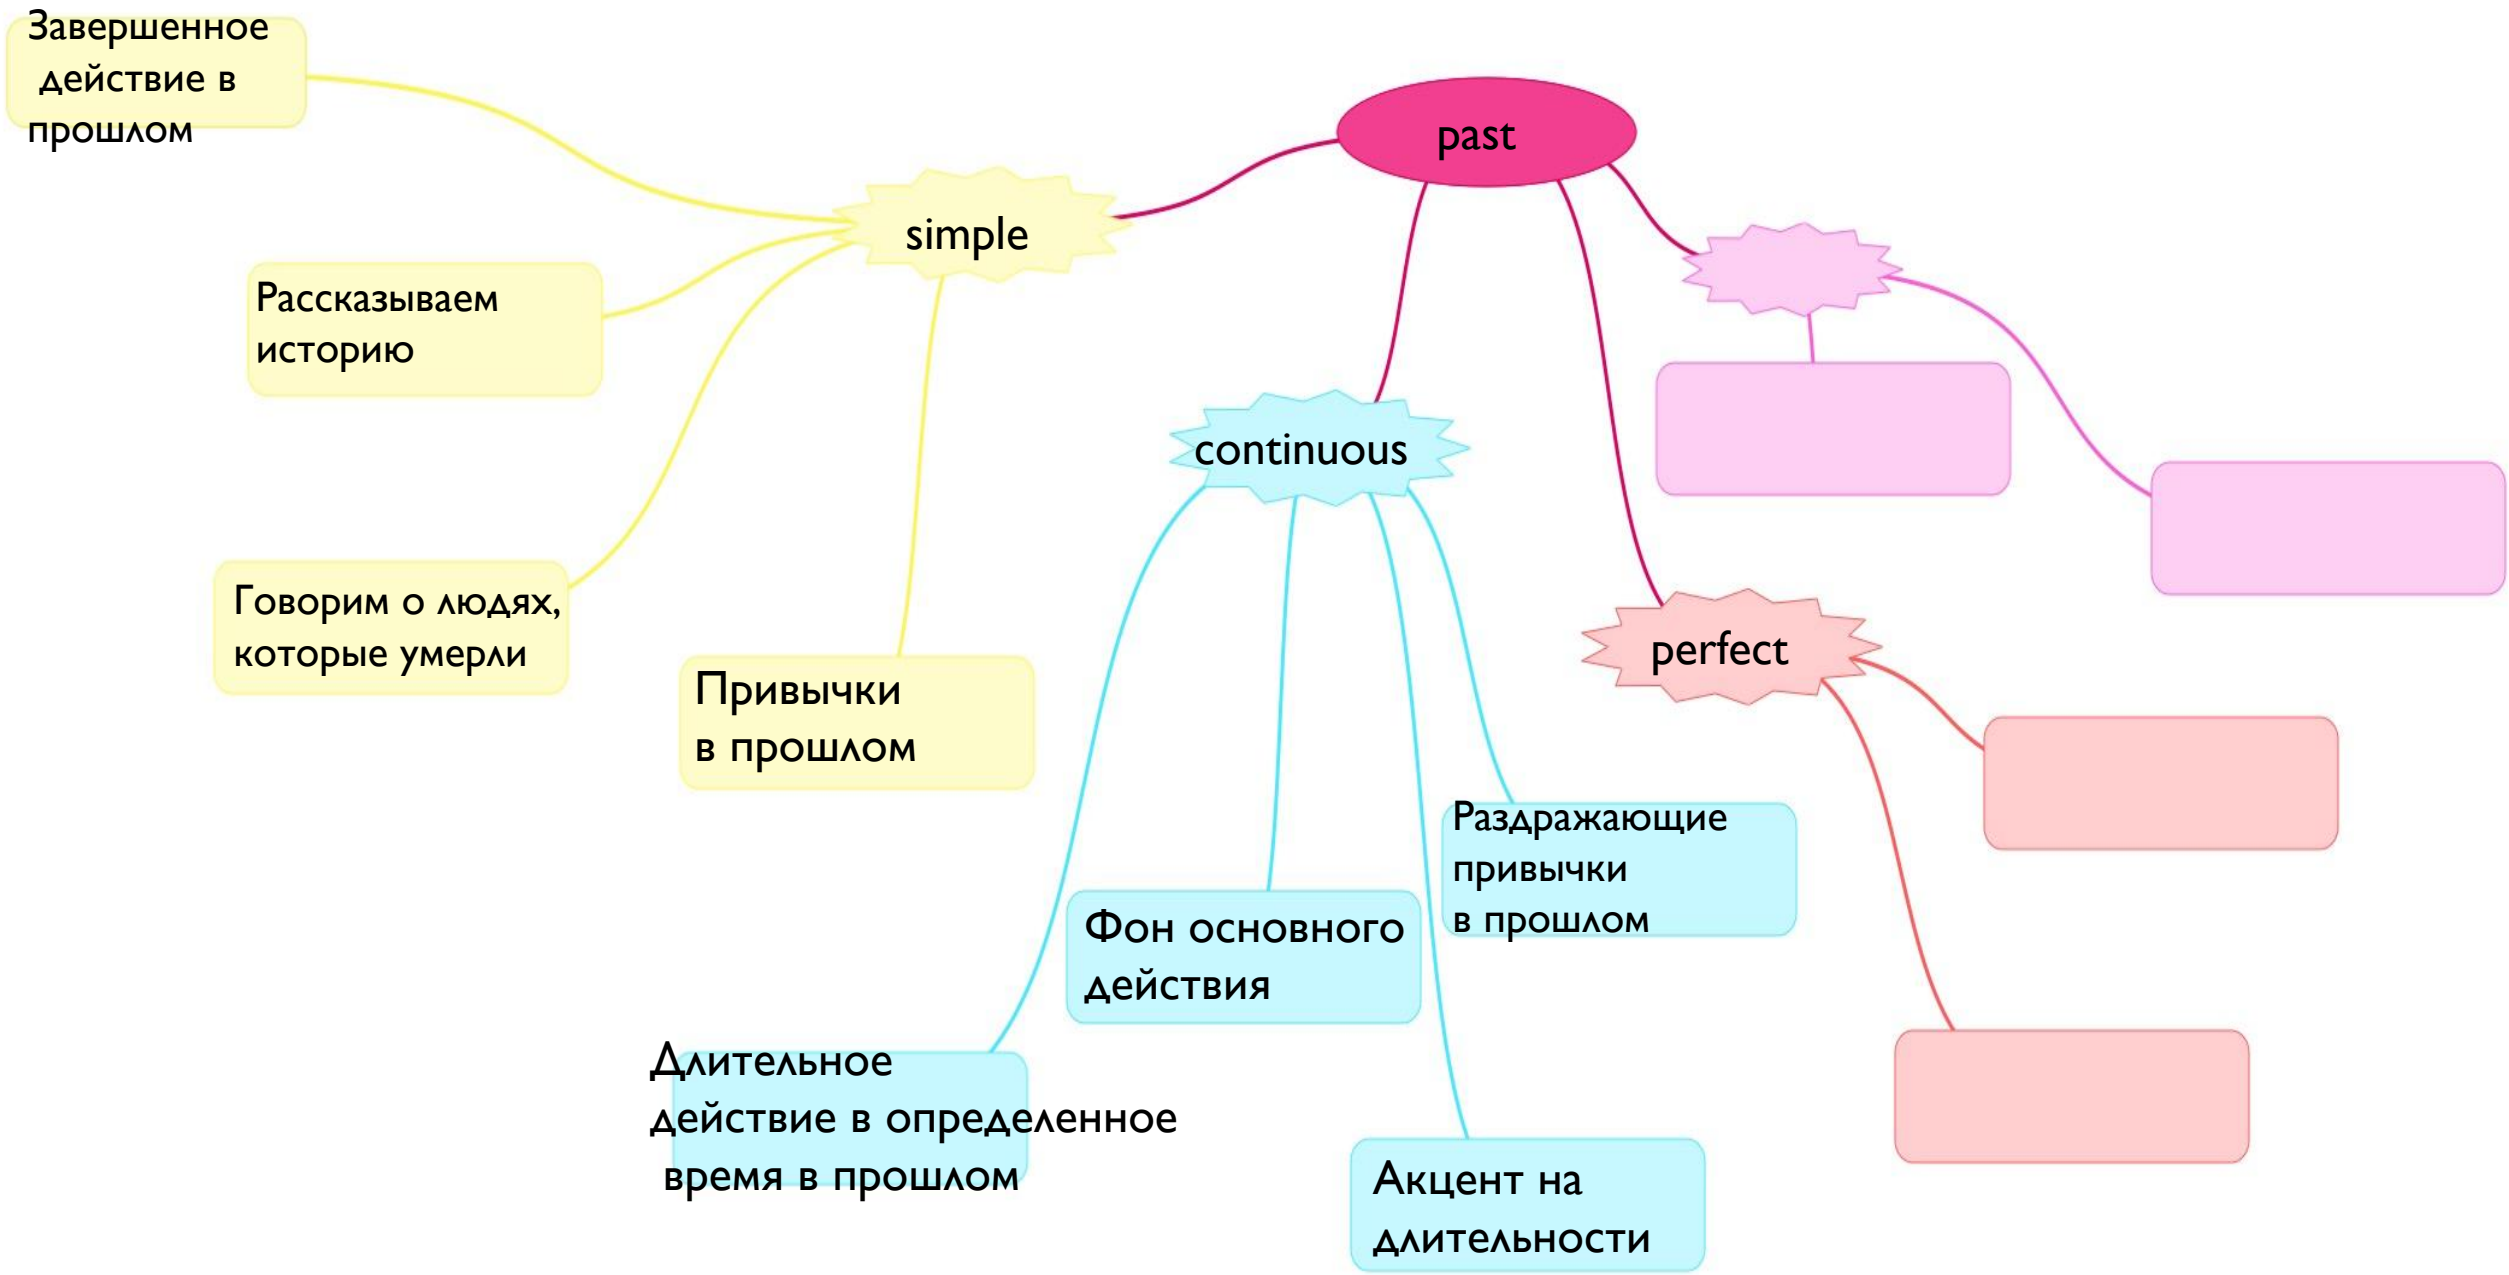 past
simple
Завершенное
действие в
прошлом
Рассказываем
историю
Говорим о людях,
которые умерли
Привычки
в прошлом
continuous
Длительное
действие в определенное
время в прошлом
Фон основного
действия
Акцент на
длительности
Раздражающие
привычки
в прошлом
perfect